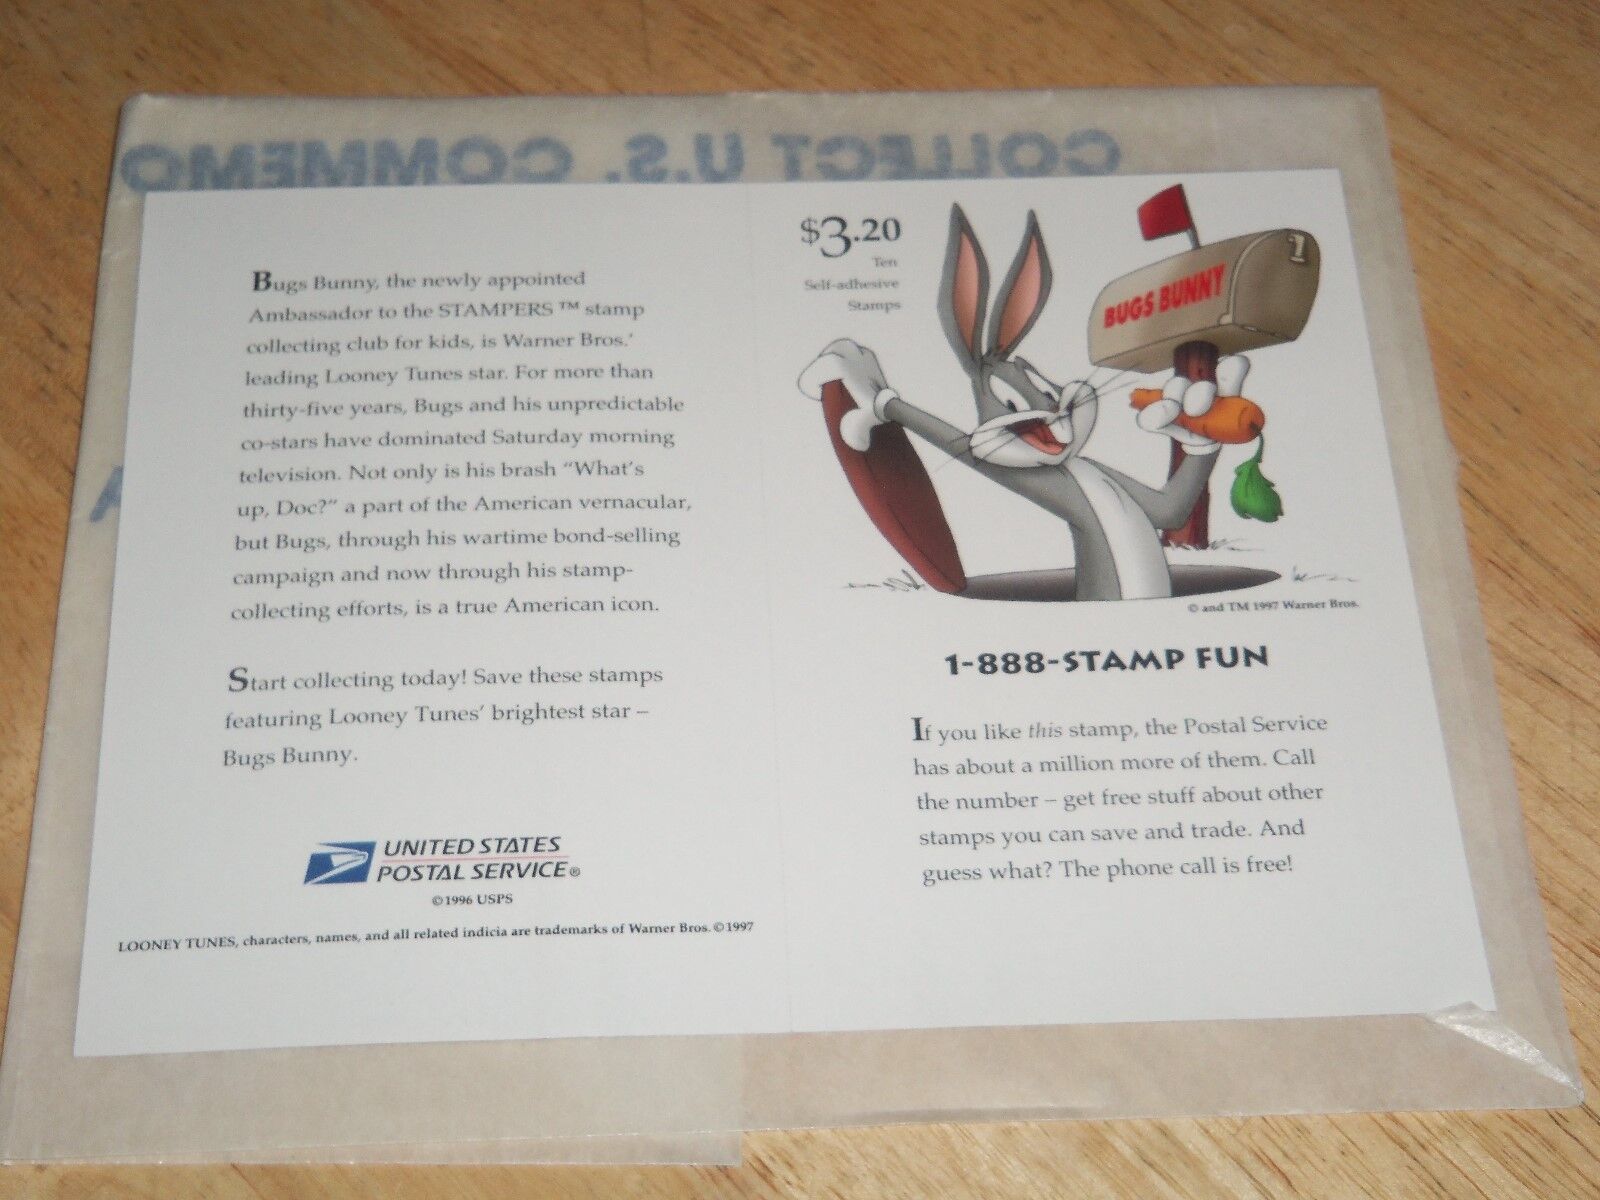 COLLECT U.S. COMMEMO
Bugs Bunny, the newly appointed
Ambassador to the STAMPERS™ stamp
collecting club for kids, is Warner Bros.'
leading Looney Tunes star. For more than
thirty-five years, Bugs and his unpredictable
co-stars have dominated Saturday morning
television. Not only is his brash “What's
up, Doc?” a part of the American vernacular,
but Bugs, through his wartime bond-selling
campaign and now through his stamp-
collecting efforts, is a true American icon.
Start collecting today! Save these stamps
featuring Looney Tunes' brightest star –
Bugs Bunny.
UNITED STATES
POSTAL SERVICE®
©1996 USPS
LOONEY TUNES, characters, names, and all related indicia are trademarks of Warner Bros. ©1997
$3.20
Ten
Self-adhesive
Stamps
1
BUGS BUNNY
© and TM 1997 Warner Bros.
1-888-STAMP FUN
If you like this stamp, the Postal Service
has about a million more of them. Call
the number – get free stuff about other
stamps you can save and trade. And
guess what? The phone call is free!